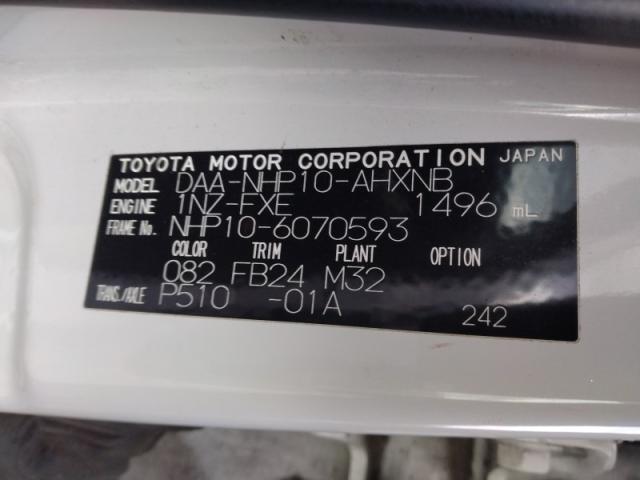 TOYOTA MOTOR CORPORATION JAPAN
MODEL DAA-NHP10-AHXNB
ENGINE 1NZ-FXE 1496 mL
FRAME No. NHP10-6070593
COLOR TRIM PLANT OPTION
082 FB24 M32
TRANS./AXLE P510 -01A 242